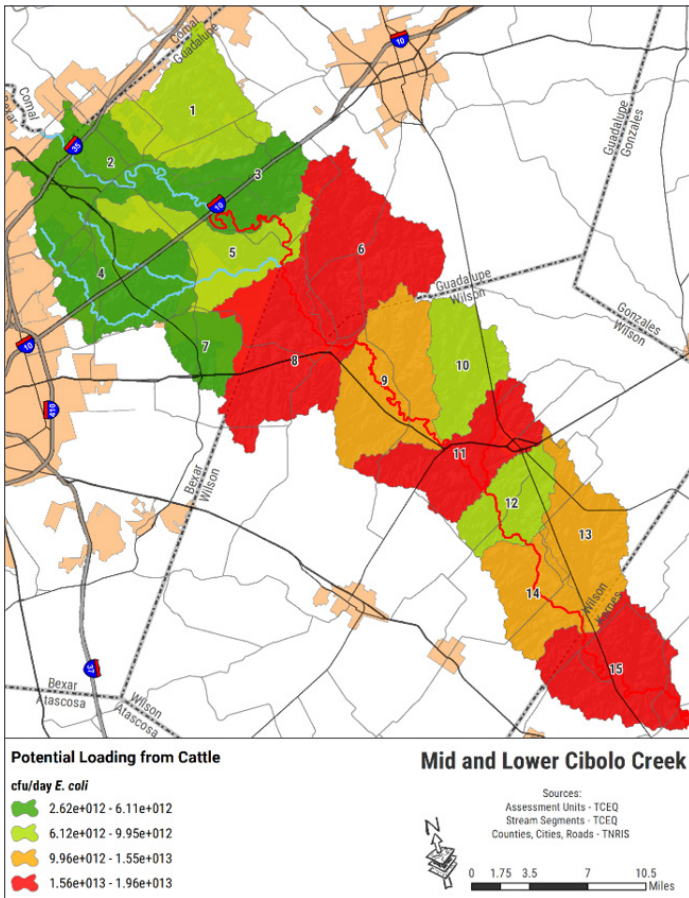 Comal
Guadalupe
10
Comal
Bexar
35
1
2
3
Guadalupe
Gonzales
10
5
6
4
Guadalupe
Wilson
Gonzales
Wilson
7
10
8
9
10
410
11
Bexar
Wilson
12
13
14
Wilson
Karnes
15
37
Bexar
Atascosa
Wilson
Atascosa
Potential Loading from Cattle
cfu/day E. coli
2.62e+012 - 6.11e+012
6.12e+012 - 9.95e+012
9.96e+012 - 1.55e+013
1.56e+013 - 1.96e+013
Mid and Lower Cibolo Creek
Sources:
Assessment Units - TCEQ
Stream Segments - TCEQ
Counties, Cities, Roads - TNRIS
N
0 1.75 3.5 7 10.5
Miles